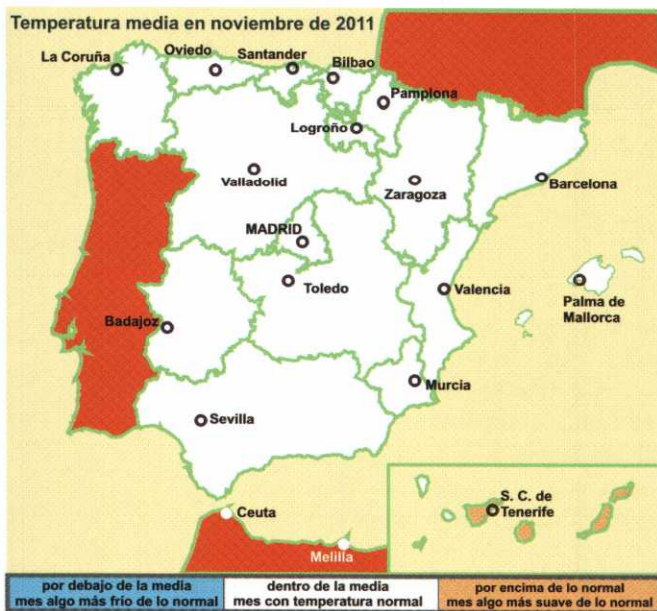 Temperatura media en noviembre de 2011
La Coruña
Oviedo
Santander
Bilbao
Pamplona
Logroño
Valladolid
Zaragoza
Barcelona
MADRID
Toledo
Valencia
Palma de
Mallorca
Badajoz
Murcia
Sevilla
S. C. de
Tenerife
Ceuta
Melilla
por debajo de la media
mes algo más frío de lo normal
dentro de la media
mes con temperatura normal
por encima de lo normal
mes algo más suave de lo normal